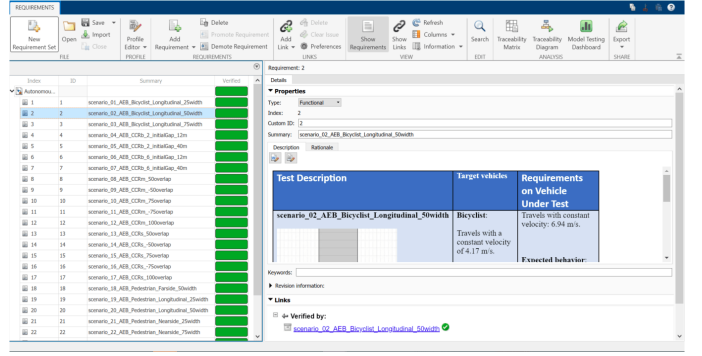 REQUIREMENTS
New
Requirement Set
Open
Save
Import
Close
FILE
Profile
Editor
PROFILE
Add
Requirement
Delete
Promote Requirement
Demote Requirement
REQUIREMENTS
Add
Link
Delete
Clear Issue
Preferences
LINKS
Show
Requirements
Show
Links
Refresh
Columns
Information
VIEW
Search
EDIT
Traceability
Matrix
Traceability
Diagram
Model Testing
Dashboard
ANALYSIS
Export
SHARE
Index ID Summary Verified
Autonomou...
1 1 scenario_01_AEB_Bicyclist_Longitudinal_25width
2 2 scenario_02_AEB_Bicyclist_Longitudinal_50width
3 3 scenario_03_AEB_Bicyclist_Longitudinal_75width
4 4 scenario_04_AEB_CCRb_2_initialGap_12m
5 5 scenario_05_AEB_CCRb_2_initialGap_40m
6 6 scenario_06_AEB_CCRb_6_initialGap_12m
7 7 scenario_07_AEB_CCRb_6_initialGap_40m
8 8 scenario_08_AEB_CCRm_50overlap
9 9 scenario_09_AEB_CCRm_-50overlap
10 10 scenario_10_AEB_CCRm_75overlap
11 11 scenario_11_AEB_CCRm_-75overlap
12 12 scenario_12_AEB_CCRm_100overlap
13 13 scenario_13_AEB_CCRs_50overlap
14 14 scenario_14_AEB_CCRs_-50overlap
15 15 scenario_15_AEB_CCRs_75overlap
16 16 scenario_16_AEB_CCRs_-75overlap
17 17 scenario_17_AEB_CCRs_100overlap
18 18 scenario_18_AEB_Pedestrian_Farside_50width
19 19 scenario_19_AEB_Pedestrian_Longitudinal_25width
20 20 scenario_20_AEB_Pedestrian_Longitudinal_50width
21 21 scenario_21_AEB_Pedestrian_Nearside_25width
22 22 scenario_22_AEB_Pedestrian_Nearside_75width
Requirement: 2
Details
Properties
Type: Functional
Index: 2
Custom ID: 2
Summary: scenario_02_AEB_Bicyclist_Longitudinal_50width
Description Rationale
Test Description
Target vehicles
Requirements
on Vehicle
Under Test
scenario_02_AEB_Bicyclist_Longitudinal_50width
Bicyclist:
Travels with a
constant velocity
of 4.17 m/s.
Travels with constant
velocity: 6.94 m/s.
Expected behavior:
Keywords:
Revision information:
Links
Verified by:
scenario_02_AEB_Bicyclist_Longitudinal_50width